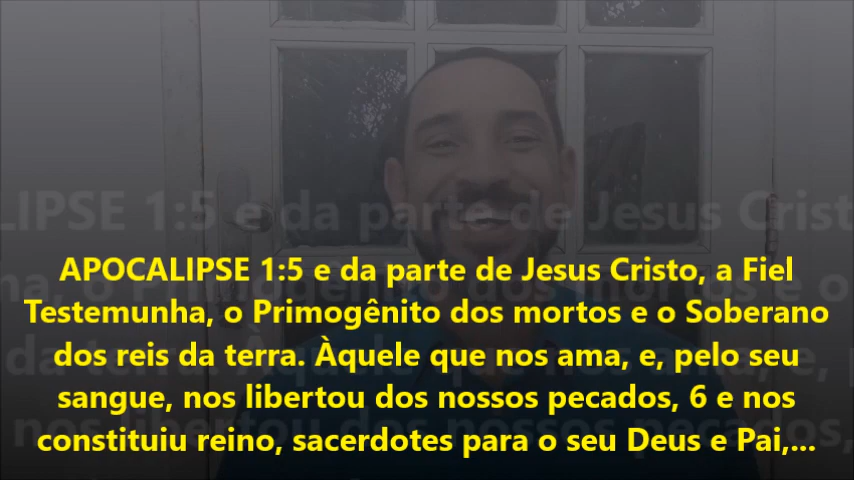 APOCALIPSE 1:5 e da parte de Jesus Cristo, a Fiel
Testemunha, o Primogênito dos mortos e o Soberano
dos reis da terra. Àquele que nos ama, e, pelo seu
sangue, nos libertou dos nossos pecados, 6 e nos
constituiu reino, sacerdotes para o seu Deus e Pai,...